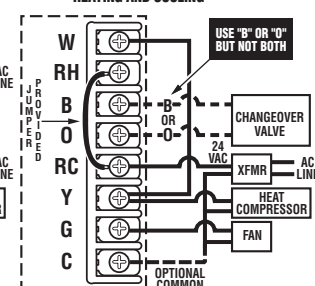 HEATING AND COOLING
USE "B" OR "O"
BUT NOT BOTH
W
RH
B
O
RC
Y
G
C
JUMPER
PROVIDED
B
OR
O
CHANGEOVER
VALVE
24
VAC
XFMR
AC
LINE
HEAT
COMPRESSOR
FAN
OPTIONAL
COMMON
AC